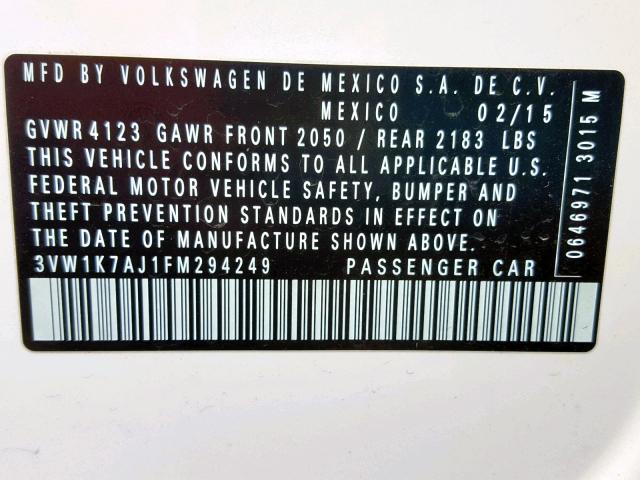 MFD BY VOLKSWAGEN DE MEXICO S.A. DE C.V.
MEXICO 02/15
GVWR 4123 GAWR FRONT 2050 / REAR 2183 LBS
THIS VEHICLE CONFORMS TO ALL APPLICABLE U.S.
FEDERAL MOTOR VEHICLE SAFETY, BUMPER AND
THEFT PREVENTION STANDARDS IN EFFECT ON
THE DATE OF MANUFACTURE SHOWN ABOVE.
3VW1K7AJ1FM294249 PASSENGER CAR
0646971 3015 M